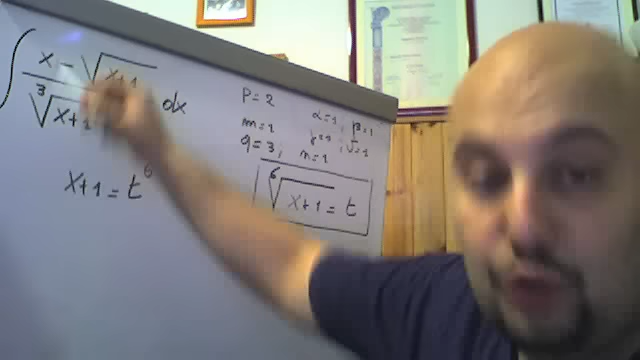 ∫ (x - √(x+1)) / ∛(x+1) dx
x+1 = t⁶
p=2
α=1; β=1
m=1
γ=1; δ=1
q=3; n=1
⁶√(x+1) = t